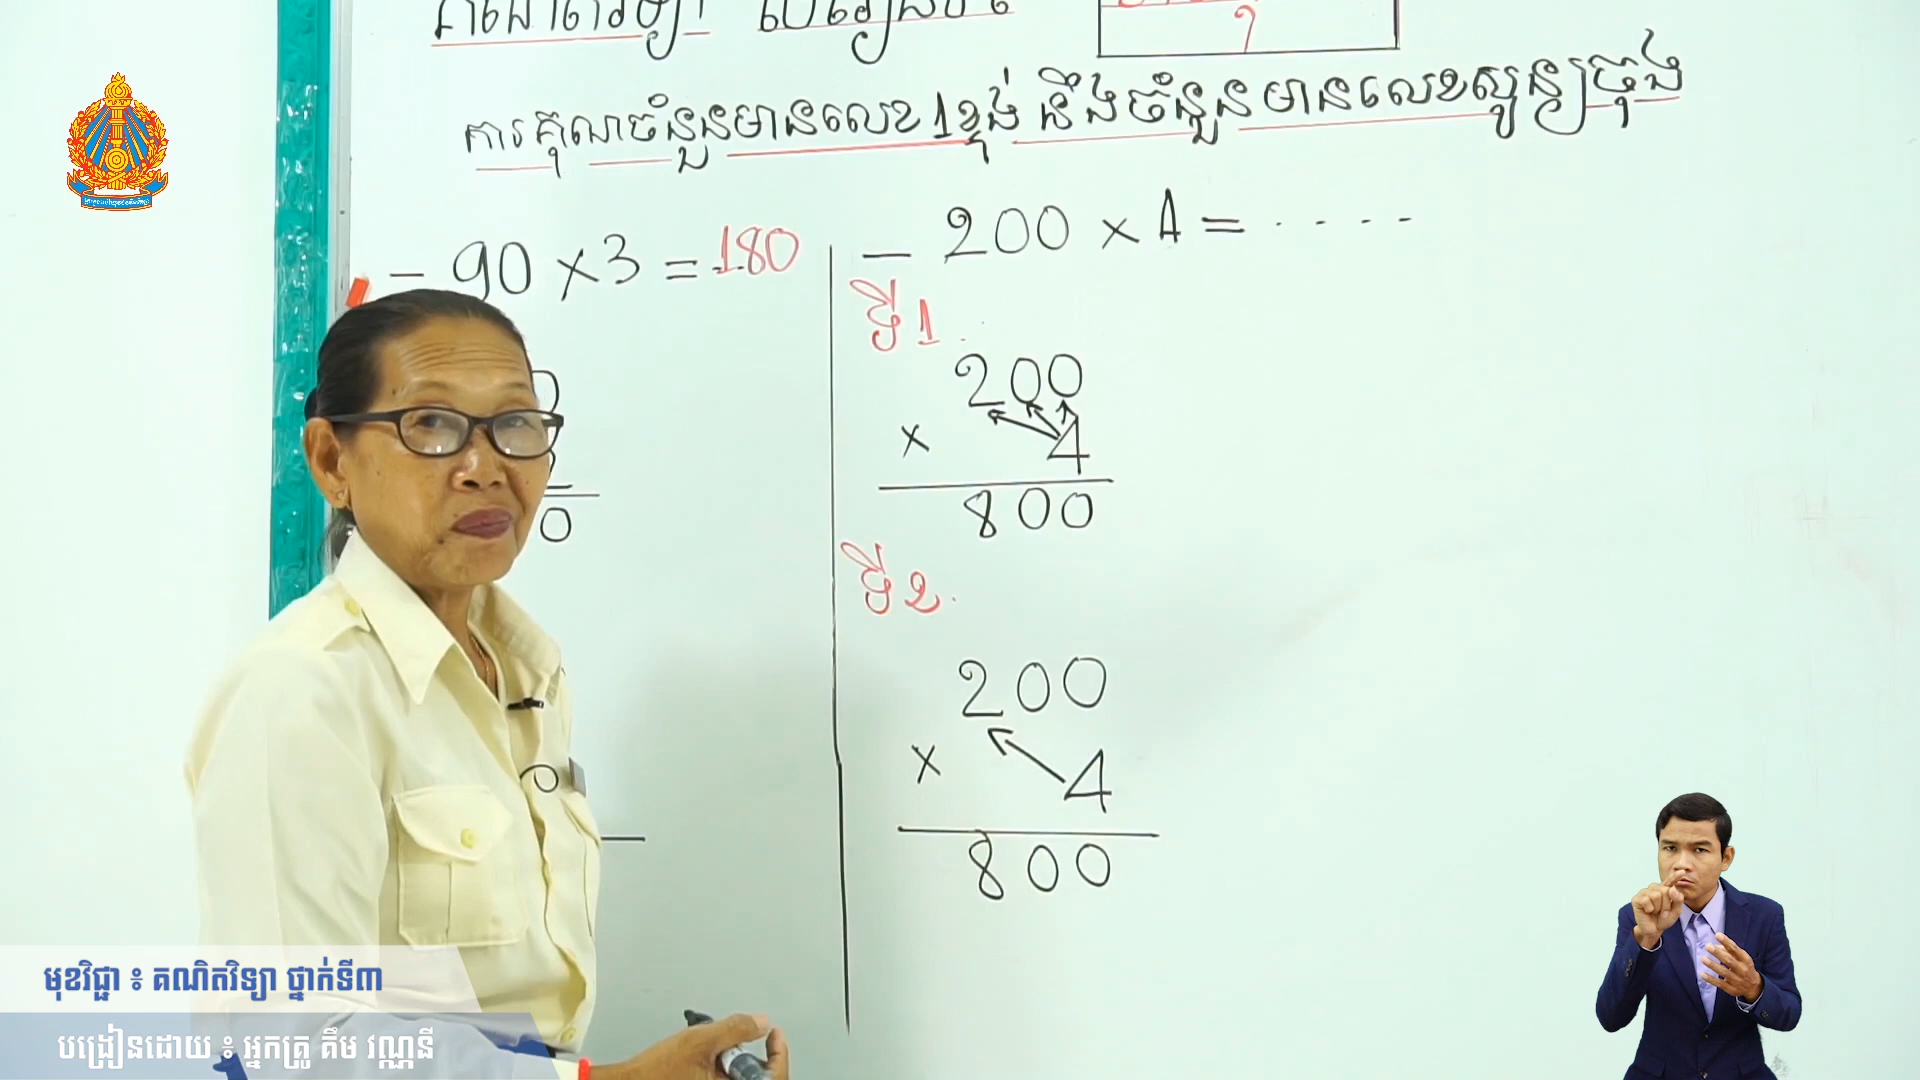 ការគុណចំនួនមានលេខ1ខ្ទង់ នឹងចំនួនមានលេខសូន្យចុង
- 90 × 3 = 180
- 200 × 4 = ....
ទី1.
200
× 4
800
ទី2.
200
× 4
800
0
មុខវិជ្ជា ៖ គណិតវិទ្យា ថ្នាក់ទី៣
បង្រៀនដោយ ៖ អ្នកគ្រូ គឹម វណ្ណនី